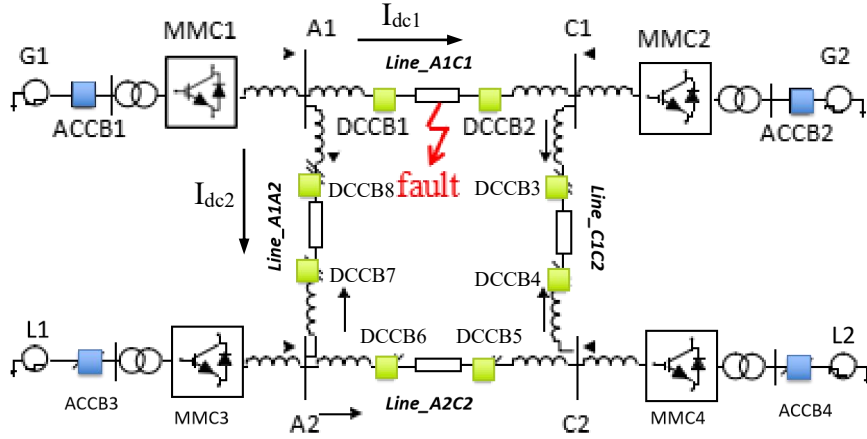 A1
I_dc1
C1
MMC1
MMC2
G1
Line_A1C1
G2
ACCB1
DCCB1
DCCB2
ACCB2
fault
I_dc2
Line_A1A2
DCCB8
DCCB3
Line_C1C2
DCCB7
DCCB4
L1
DCCB6
DCCB5
L2
ACCB3
MMC3
MMC4
ACCB4
A2
Line_A2C2
C2